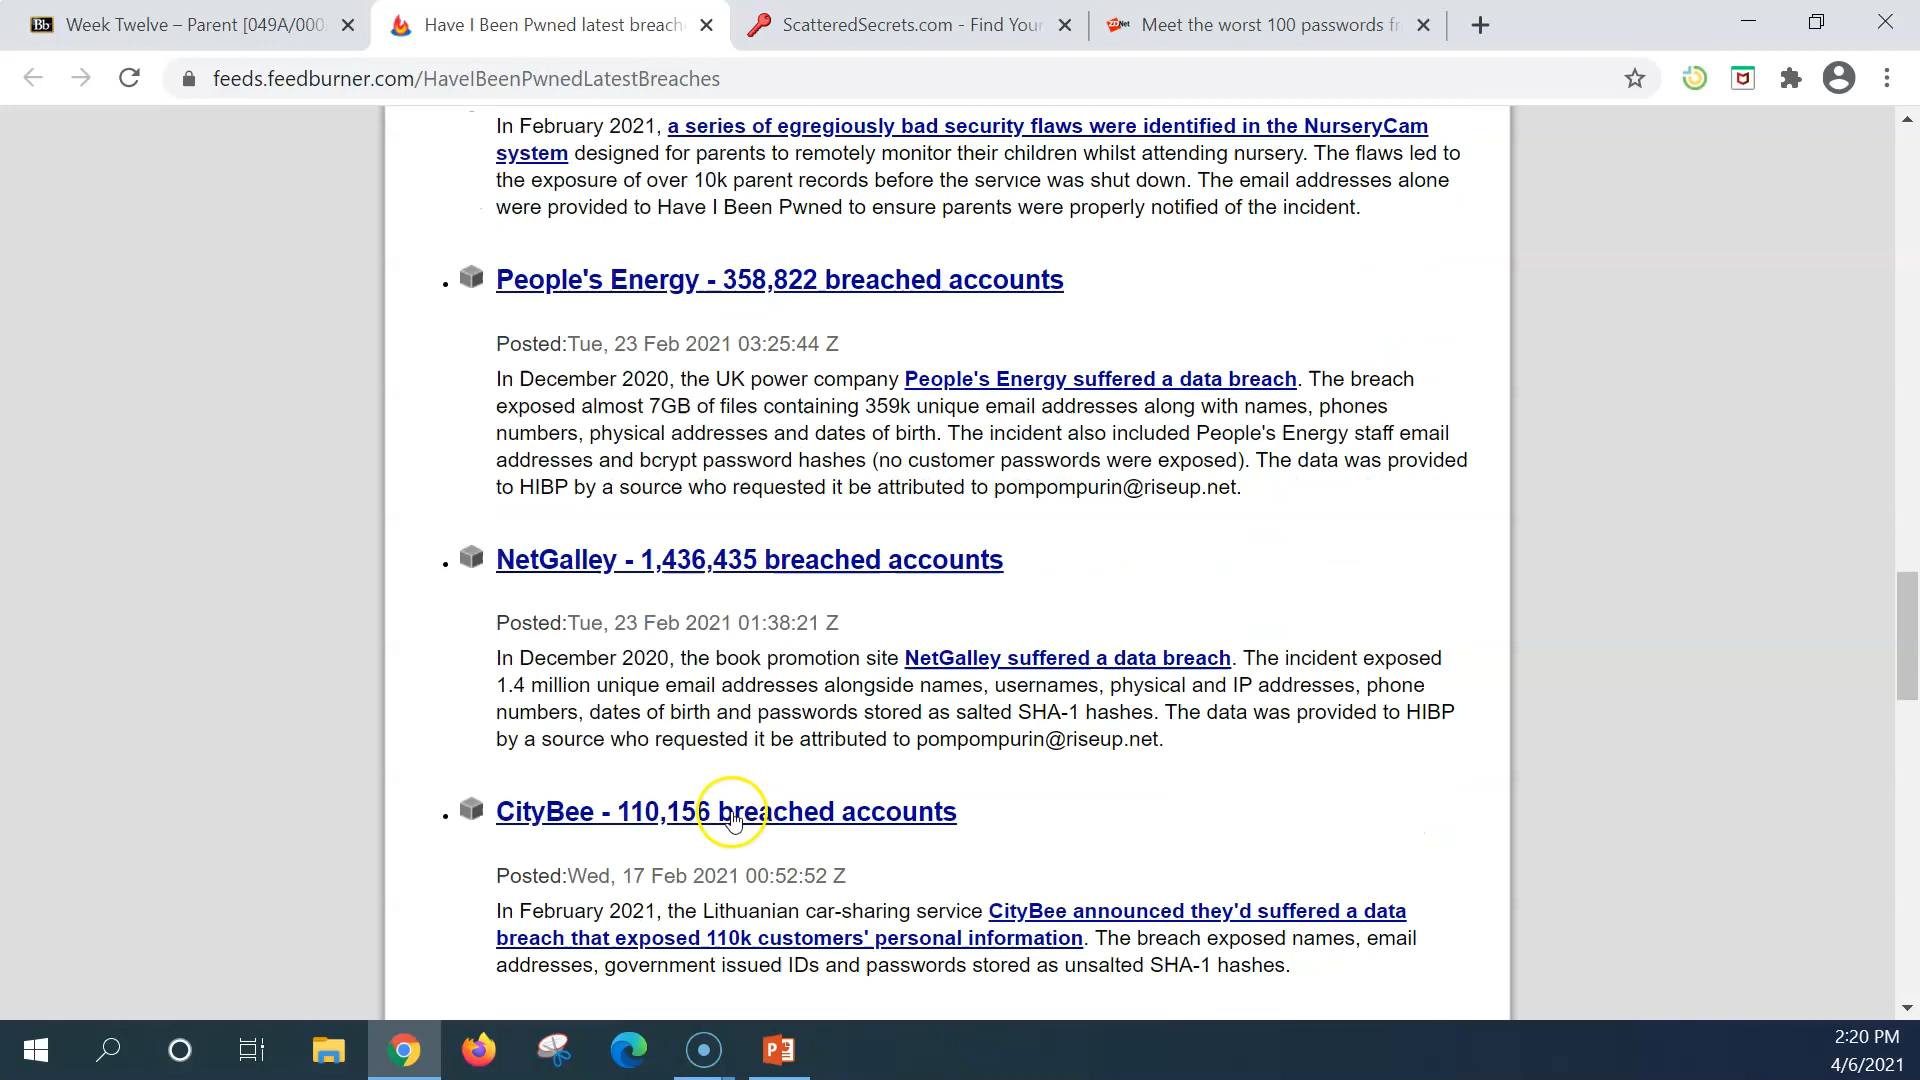 Week Twelve – Parent [049A/000
Have I Been Pwned latest breach
ScatteredSecrets.com - Find Your
ZDNet
Meet the worst 100 passwords fr
feeds.feedburner.com/HaveIBeenPwnedLatestBreaches
In February 2021, a series of egregiously bad security flaws were identified in the NurseryCam
system designed for parents to remotely monitor their children whilst attending nursery. The flaws led to
the exposure of over 10k parent records before the service was shut down. The email addresses alone
were provided to Have I Been Pwned to ensure parents were properly notified of the incident.
People's Energy - 358,822 breached accounts
Posted:Tue, 23 Feb 2021 03:25:44 Z
In December 2020, the UK power company People's Energy suffered a data breach. The breach
exposed almost 7GB of files containing 359k unique email addresses along with names, phones
numbers, physical addresses and dates of birth. The incident also included People's Energy staff email
addresses and bcrypt password hashes (no customer passwords were exposed). The data was provided
to HIBP by a source who requested it be attributed to pompompurin@riseup.net.
NetGalley - 1,436,435 breached accounts
Posted:Tue, 23 Feb 2021 01:38:21 Z
In December 2020, the book promotion site NetGalley suffered a data breach. The incident exposed
1.4 million unique email addresses alongside names, usernames, physical and IP addresses, phone
numbers, dates of birth and passwords stored as salted SHA-1 hashes. The data was provided to HIBP
by a source who requested it be attributed to pompompurin@riseup.net.
CityBee - 110,156 breached accounts
Posted:Wed, 17 Feb 2021 00:52:52 Z
In February 2021, the Lithuanian car-sharing service CityBee announced they'd suffered a data
breach that exposed 110k customers' personal information. The breach exposed names, email
addresses, government issued IDs and passwords stored as unsalted SHA-1 hashes.
2:20 PM
4/6/2021